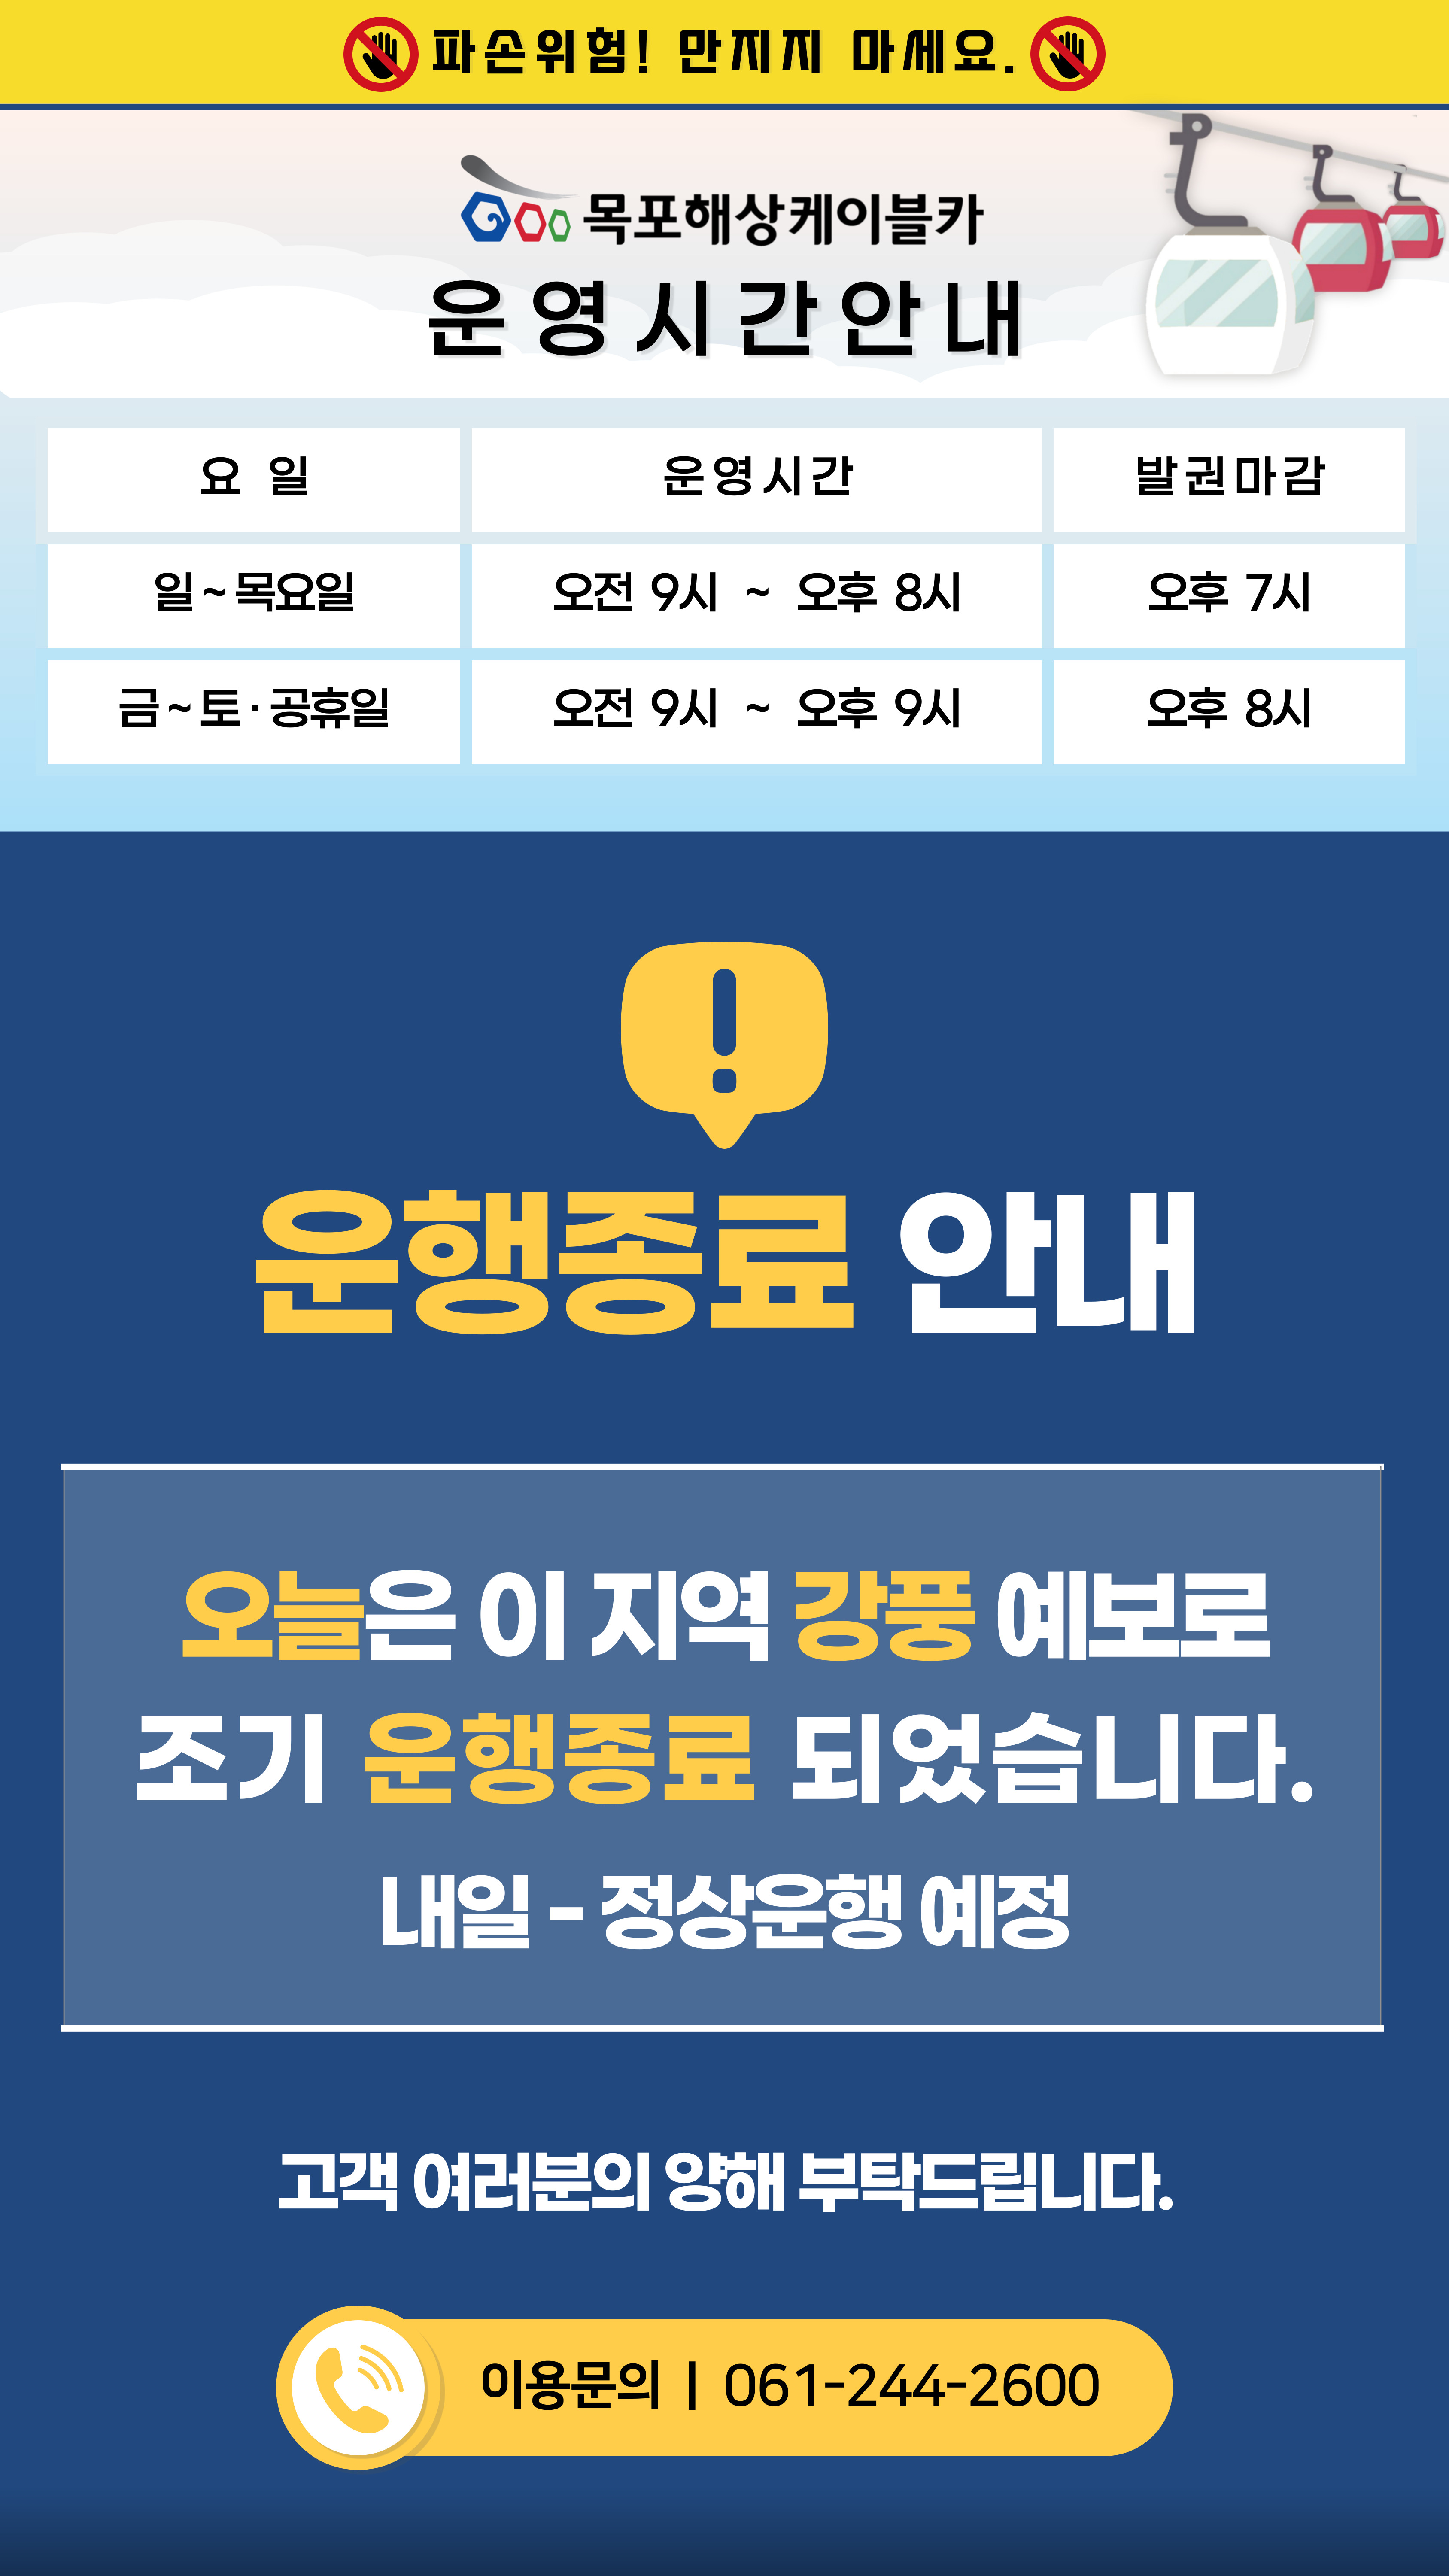 파손위험! 만지지 마세요.
목포해상케이블카
운영시간안내
요 일 운영시간 발권마감
일~목요일 오전 9시 ~ 오후 8시 오후 7시
금~토·공휴일 오전 9시 ~ 오후 9시 오후 8시
운행종료 안내
오늘은 이 지역 강풍 예보로
조기 운행종료 되었습니다.
내일 - 정상운행 예정
고객 여러분의 양해 부탁드립니다.
이용문의 | 061-244-2600